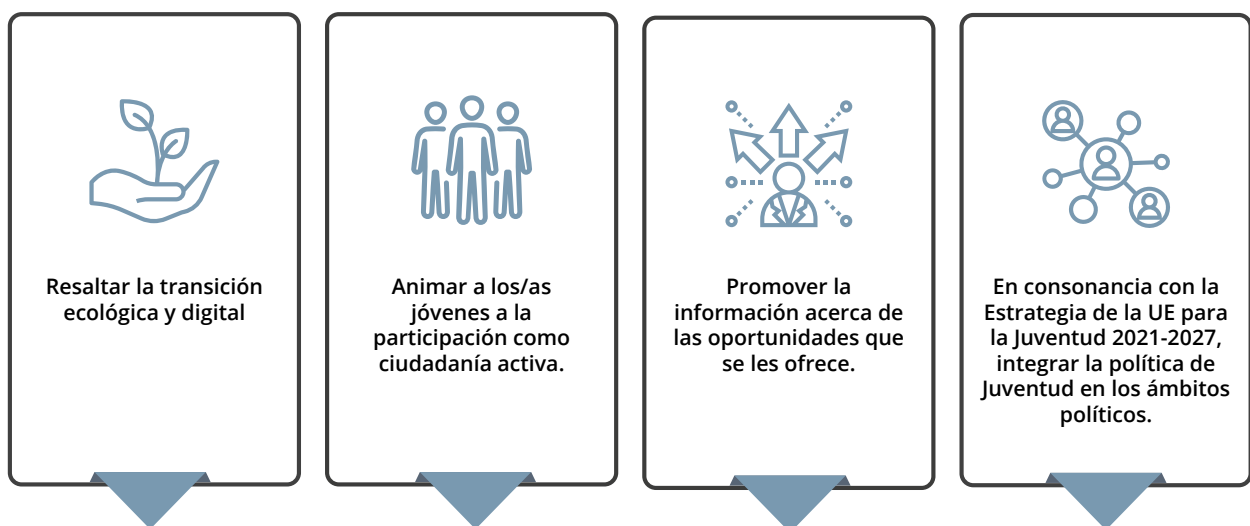 Resaltar la transición
ecológica y digital
Animar a los/as
jóvenes a la
participación como
ciudadanía activa.
Promover la
información acerca de
las oportunidades que
se les ofrece.
En consonancia con la
Estrategia de la UE para
la Juventud 2021-2027,
integrar la política de
Juventud en los ámbitos
políticos.